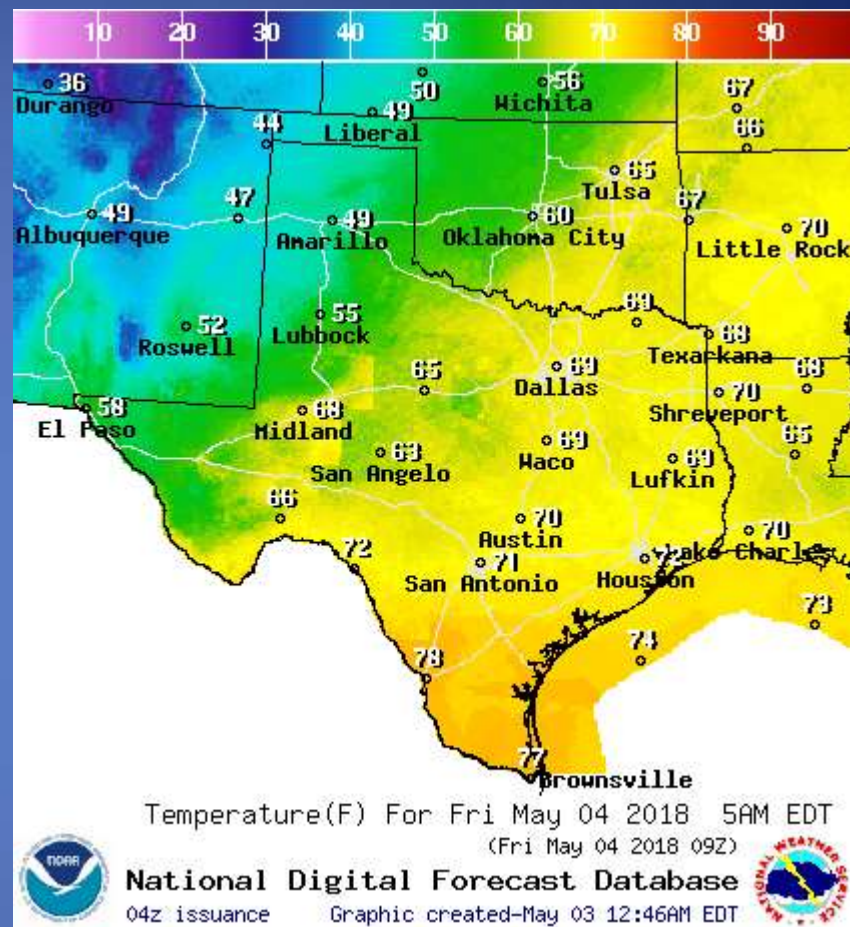 10 20 30 40 50 60 70 80 90
36
Durango
50
56
Wichita
67
49
Liberal
44
66
65
Tulsa
49
Albuquerque
47
49
Amarillo
60
Oklahoma City
67
70
Little Rock
52
Roswell
55
Lubbock
69
68
Texarkana
65
69
Dallas
68
70
Shreveport
58
El Paso
68
Midland
63
San Angelo
69
Waco
69
Lufkin
65
66
70
Austin
70
Lake Charles
72
71
San Antonio
72
Houston
73
74
78
77
Brownsville
Temperature(F) For Fri May 04 2018 5AM EDT
(Fri May 04 2018 09Z)
National Digital Forecast Database
04z issuance Graphic created-May 03 12:46AM EDT
NOAA
NATIONAL WEATHER SERVICE